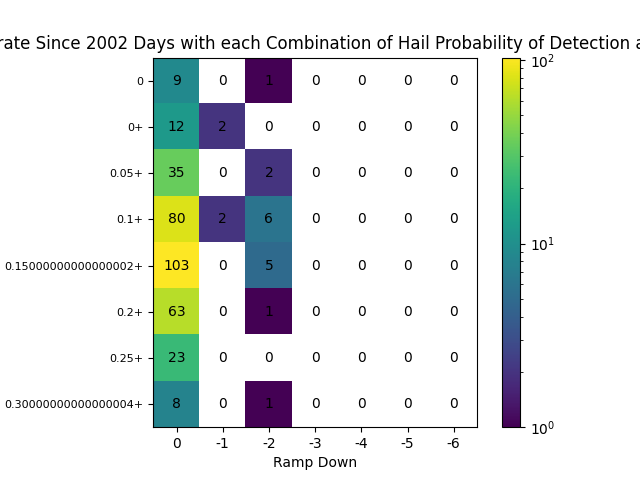 rate Since 2002 Days with each Combination of Hail Probability of Detection a
0 9 0 1 0 0 0 0
0+ 12 2 0 0 0 0 0
0.05+ 35 0 2 0 0 0 0
0.1+ 80 2 6 0 0 0 0
0.15000000000000002+ 103 0 5 0 0 0 0
0.2+ 63 0 1 0 0 0 0
0.25+ 23 0 0 0 0 0 0
0.30000000000000004+ 8 0 1 0 0 0 0
0 -1 -2 -3 -4 -5 -6
Ramp Down
10²
10¹
10⁰